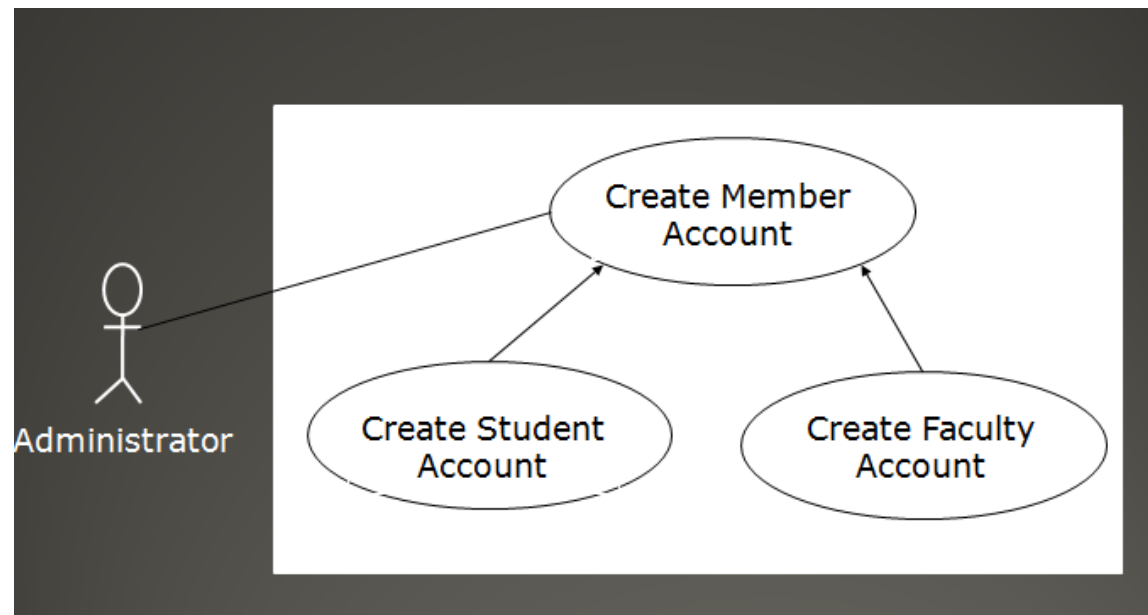 Create Member
Account
Administrator
Create Student
Account
Create Faculty
Account